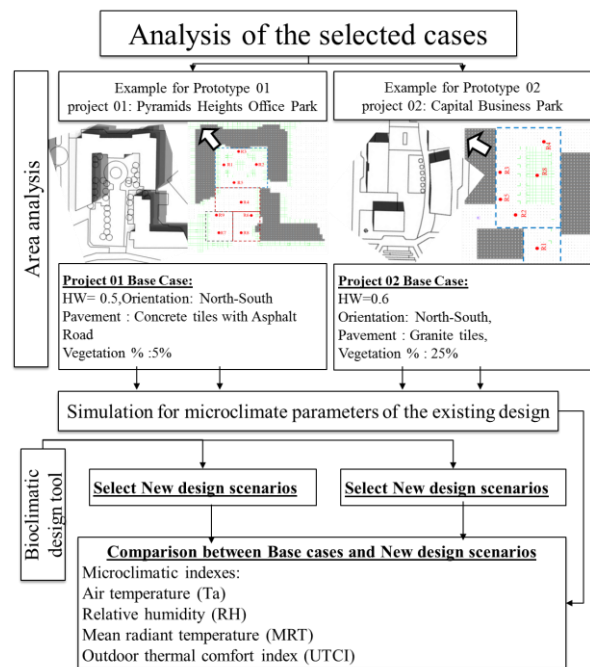 Analysis of the selected cases
Area analysis
Example for Prototype 01
project 01: Pyramids Heights Office Park
Example for Prototype 02
project 02: Capital Business Park
Project 01 Base Case:
HW= 0.5,Orientation: North-South
Pavement : Concrete tiles with Asphalt
Road
Vegetation % :5%
Project 02 Base Case:
HW=0.6
Orientation: North-South,
Pavement : Granite tiles,
Vegetation % : 25%
Simulation for microclimate parameters of the existing design
Bioclimatic
design tool
Select New design scenarios
Select New design scenarios
Comparison between Base cases and New design scenarios
Microclimatic indexes:
Air temperature (Ta)
Relative humidity (RH)
Mean radiant temperature (MRT)
Outdoor thermal comfort index (UTCI)